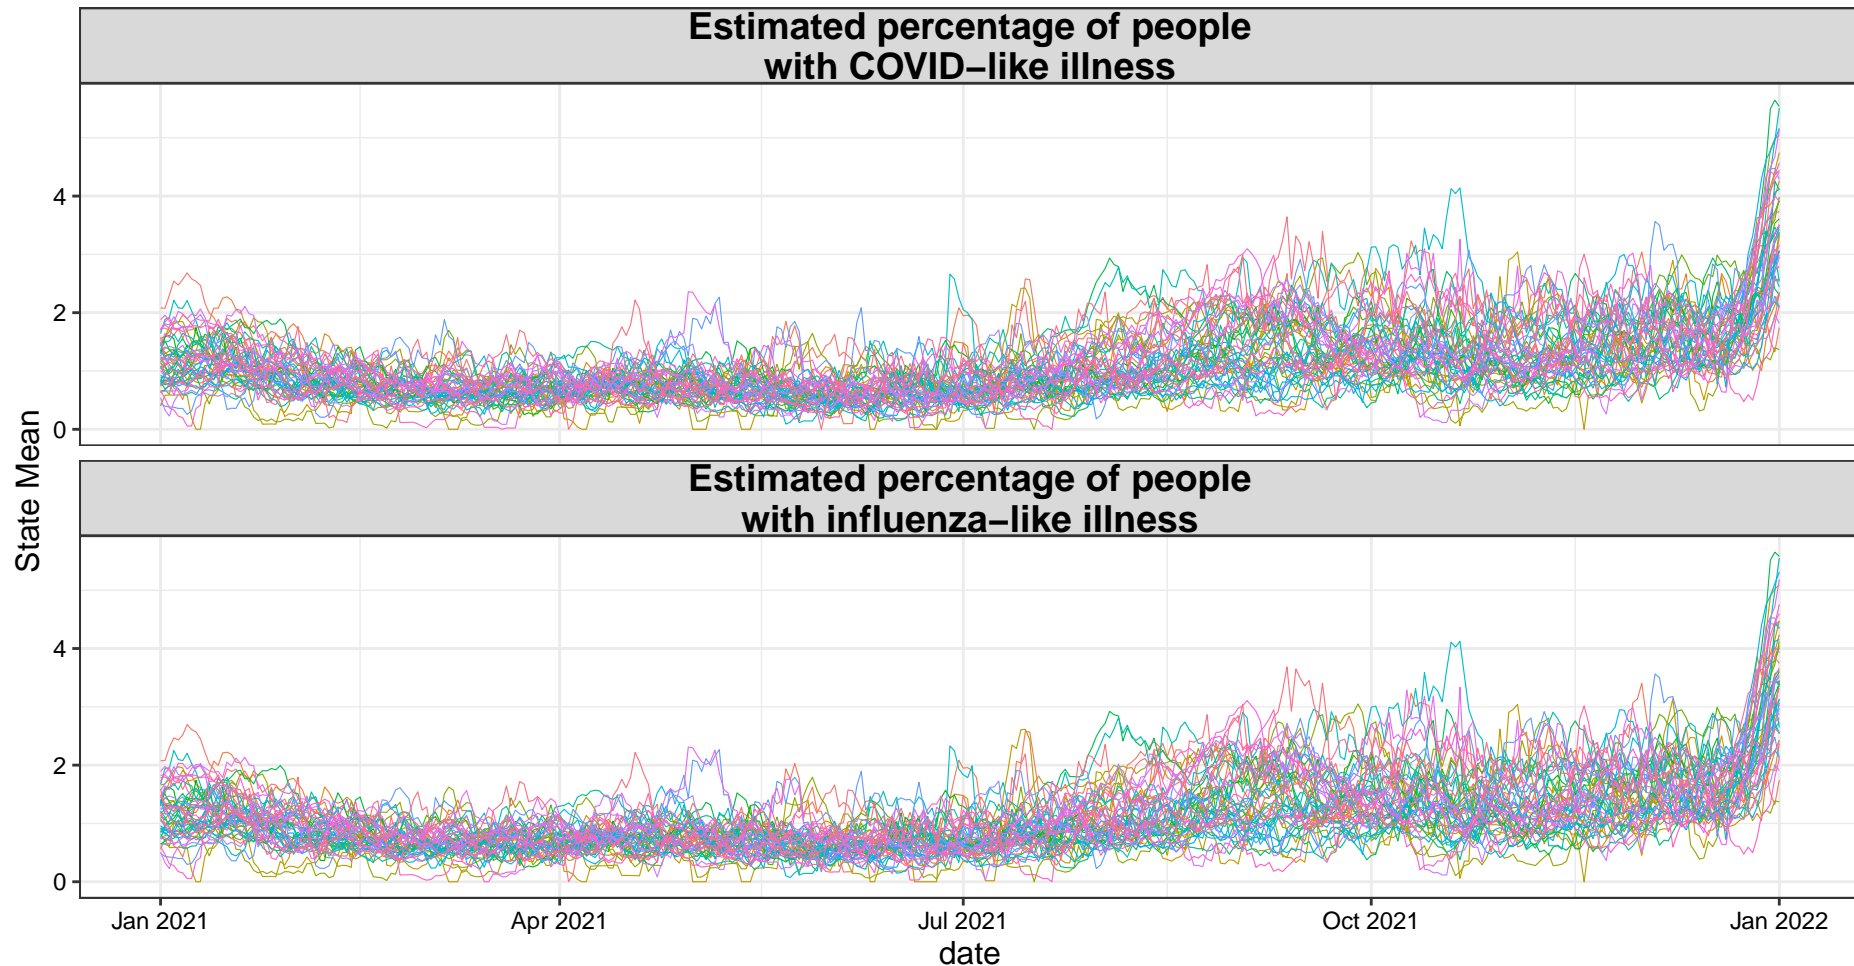 Estimated percentage of people
with COVID−like illness
4
2
0
State Mean
Estimated percentage of people
with influenza−like illness
4
2
0
Jan 2021
Apr 2021
Jul 2021
Oct 2021
Jan 2022
date